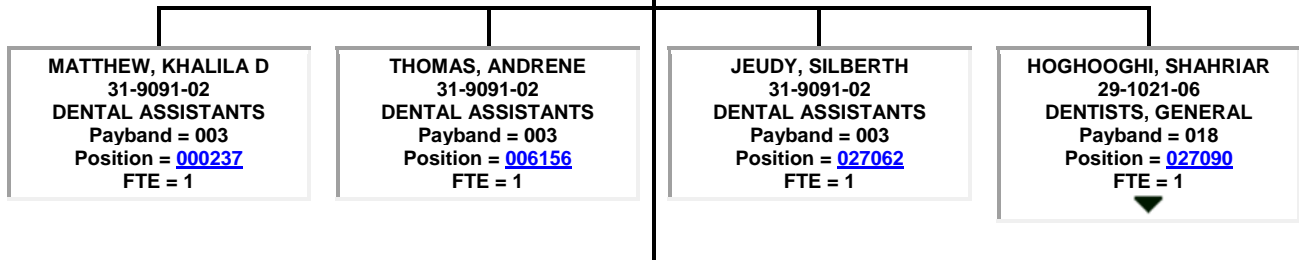 MATTHEW, KHALILA D
31-9091-02
DENTAL ASSISTANTS
Payband = 003
Position = 000237
FTE = 1
THOMAS, ANDRENE
31-9091-02
DENTAL ASSISTANTS
Payband = 003
Position = 006156
FTE = 1
JEUDY, SILBERTH
31-9091-02
DENTAL ASSISTANTS
Payband = 003
Position = 027062
FTE = 1
HOGHOOGHI, SHAHRIAR
29-1021-06
DENTISTS, GENERAL
Payband = 018
Position = 027090
FTE = 1